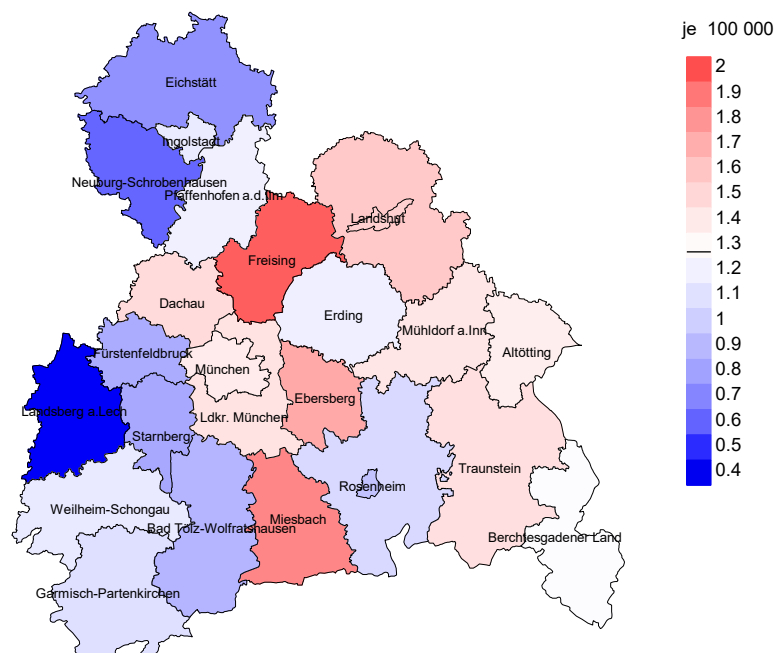 je 100 000
2
1.9
1.8
1.7
1.6
1.5
1.4
1.3
1.2
1.1
1
0.9
0.8
0.7
0.6
0.5
0.4
Eichstätt
Ingolstadt
Neuburg-Schrobenhausen
Pfaffenhofen a.d.Ilm
Landshut
Freising
Dachau
Erding
Mühldorf a.Inn
Altötting
Fürstenfeldbruck
München
Ebersberg
Landsberg a.Lech
Ldkr. München
Starnberg
Traunstein
Rosenheim
Weilheim-Schongau
Miesbach
Bad Tölz-Wolfratshausen
Berchtesgadener Land
Garmisch-Partenkirchen